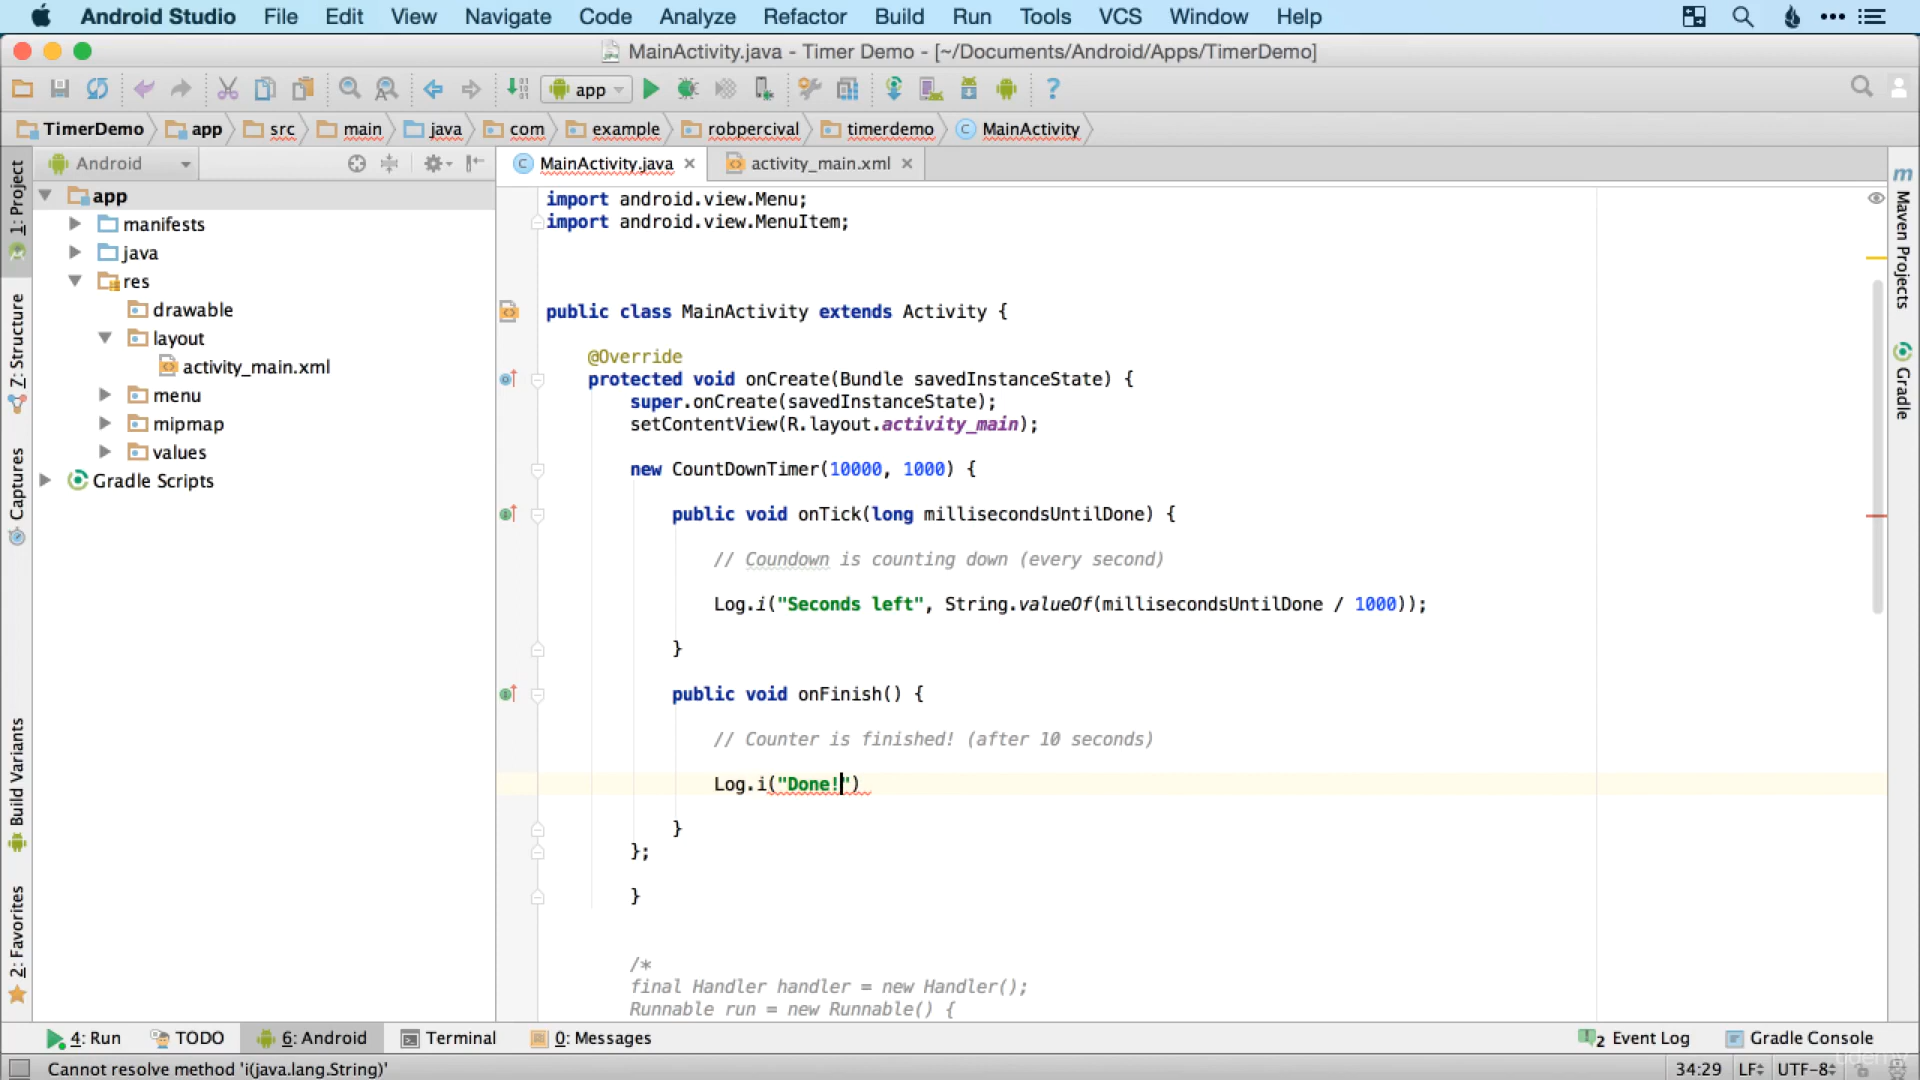 Android Studio File Edit View Navigate Code Analyze Refactor Build Run Tools VCS Window Help
MainActivity.java - Timer Demo - [~/Documents/Android/Apps/TimerDemo]
app
TimerDemo app src main java com example robpercival timerdemo MainActivity
Android
MainActivity.java activity_main.xml
1: Project
Z: Structure
Captures
Build Variants
2: Favorites
app
manifests
java
res
drawable
layout
activity_main.xml
menu
mipmap
values
Gradle Scripts
import android.view.Menu;
import android.view.MenuItem;
public class MainActivity extends Activity {
@Override
protected void onCreate(Bundle savedInstanceState) {
super.onCreate(savedInstanceState);
setContentView(R.layout.activity_main);
new CountDownTimer(10000, 1000) {
public void onTick(long millisecondsUntilDone) {
// Coundown is counting down (every second)
Log.i("Seconds left", String.valueOf(millisecondsUntilDone / 1000));
}
public void onFinish() {
// Counter is finished! (after 10 seconds)
Log.i("Done!")
}
};
}
/*
final Handler handler = new Handler();
Runnable run = new Runnable() {
Maven Projects
Gradle
4: Run TODO 6: Android Terminal 0: Messages 2 Event Log Gradle Console
Cannot resolve method 'i(java.lang.String)' 34:29 LF UTF-8
udemy